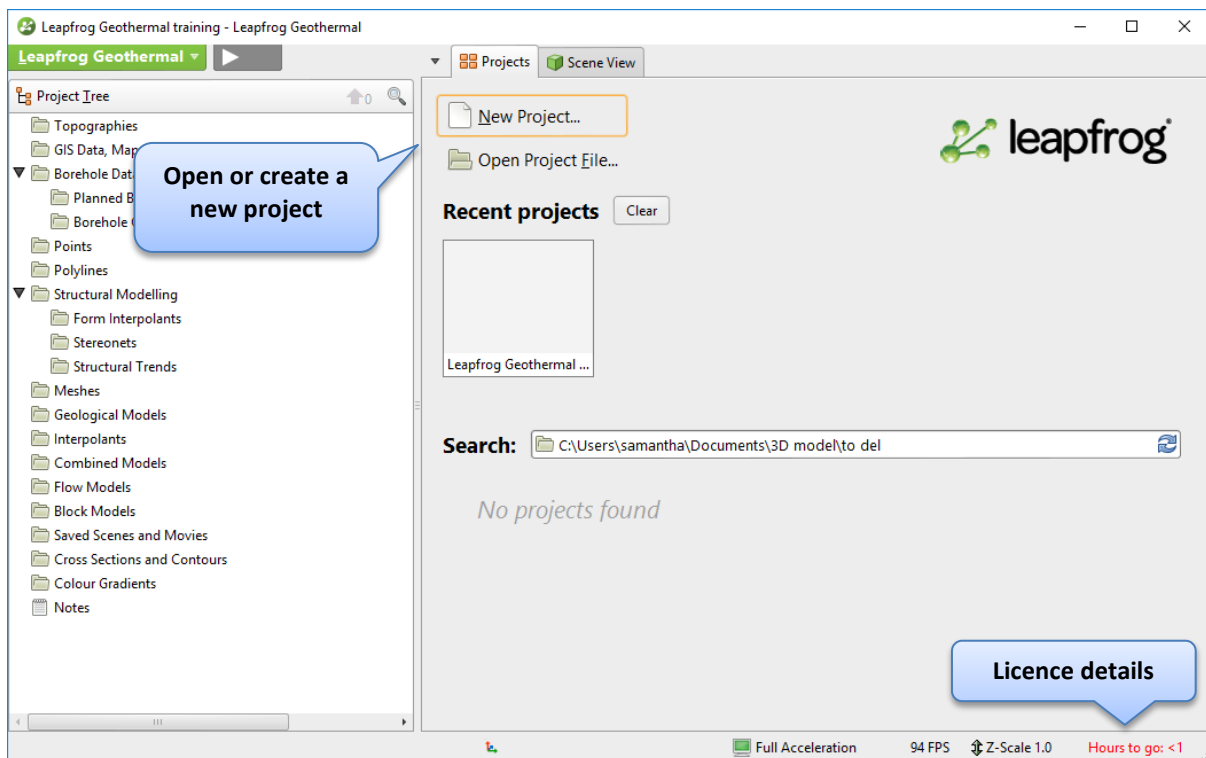 Leapfrog Geothermal training - Leapfrog Geothermal
Leapfrog Geothermal
Projects
Scene View
Project Tree
0
Topographies
GIS Data, Map
Borehole Dat
Planned B
Borehole
Points
Polylines
Structural Modelling
Form Interpolants
Stereonets
Structural Trends
Meshes
Geological Models
Interpolants
Combined Models
Flow Models
Block Models
Saved Scenes and Movies
Cross Sections and Contours
Colour Gradients
Notes
Open or create a
new project
New Project...
Open Project File...
leapfrog
Recent projects
Clear
Leapfrog Geothermal ...
Search:
C:\Users\samantha\Documents\3D model\to del
No projects found
Licence details
Full Acceleration
94 FPS
Z-Scale 1.0
Hours to go: <1